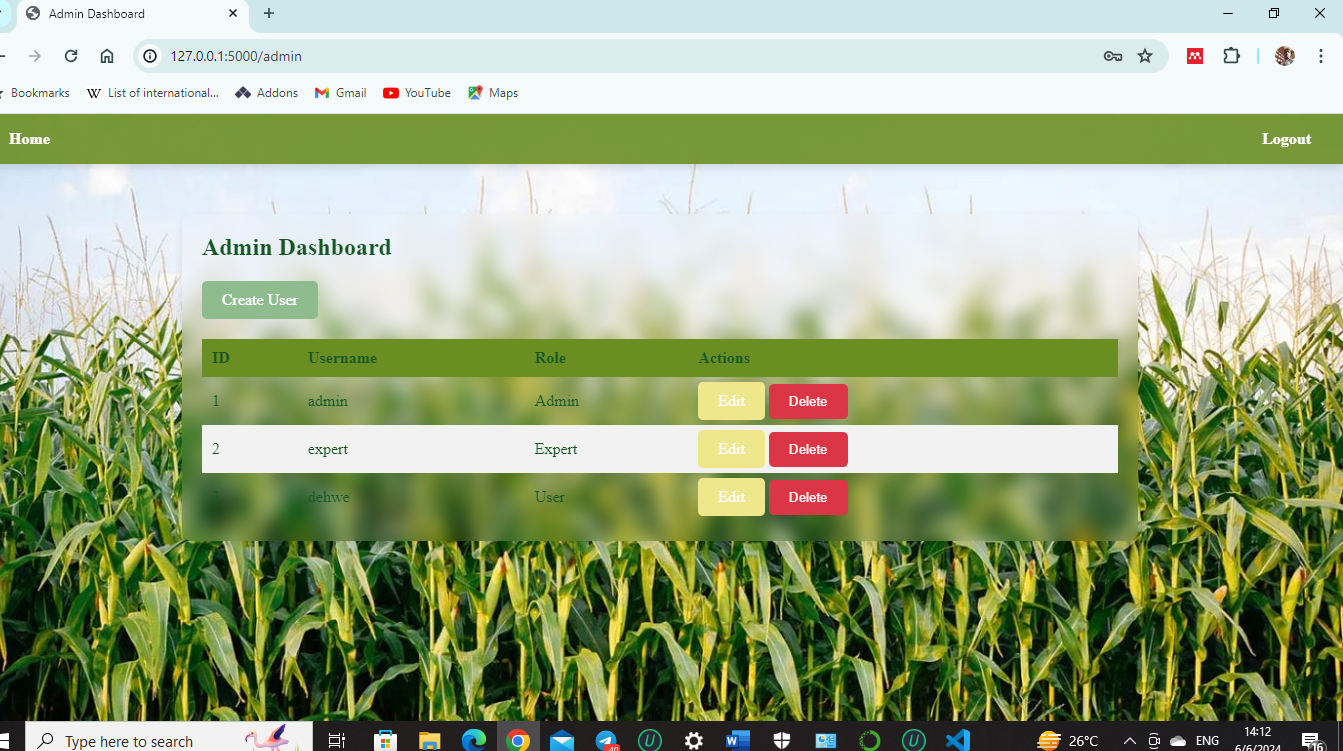 Admin Dashboard
127.0.0.1:5000/admin
Bookmarks List of international... Addons Gmail YouTube Maps
Home Logout
Admin Dashboard
Create User
ID Username Role Actions
1 admin Admin Edit Delete
2 expert Expert Edit Delete
3 dehwe User Edit Delete
Type here to search 26°C ENG 14:12
6/6/2024